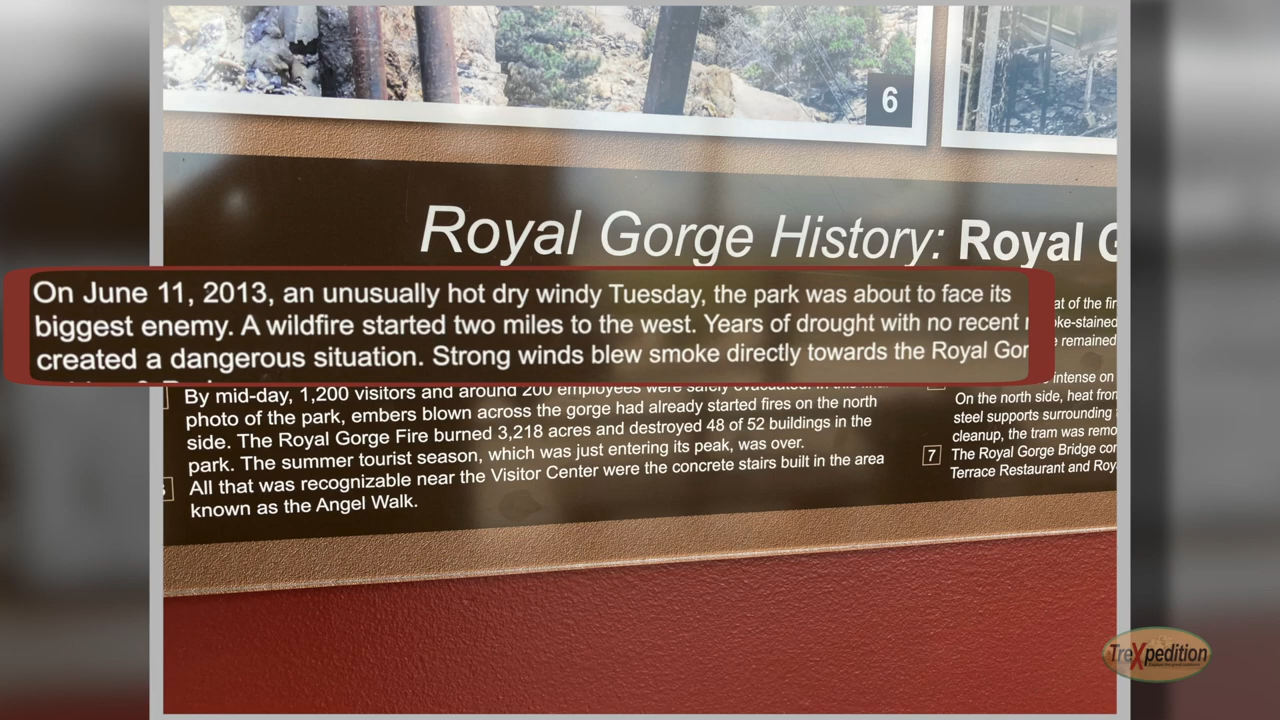 6
Royal Gorge History: Royal G
On June 11, 2013, an unusually hot dry windy Tuesday, the park was about to face its
biggest enemy. A wildfire started two miles to the west. Years of drought with no recent
created a dangerous situation. Strong winds blew smoke directly towards the Royal Gor
By mid-day, 1,200 visitors and around 200 employees were safely evacuated. In this
photo of the park, embers blown across the gorge had already started fires on the north
side. The Royal Gorge Fire burned 3,218 acres and destroyed 48 of 52 buildings in the
park. The summer tourist season, which was just entering its peak, was over.
All that was recognizable near the Visitor Center were the concrete stairs built in the area
known as the Angel Walk.
at of the fir
oke-stained
e remained
intense on
On the north side, heat from
steel supports surrounding
cleanup, the tram was remo
7 The Royal Gorge Bridge con
Terrace Restaurant and Roy
TreXpedition